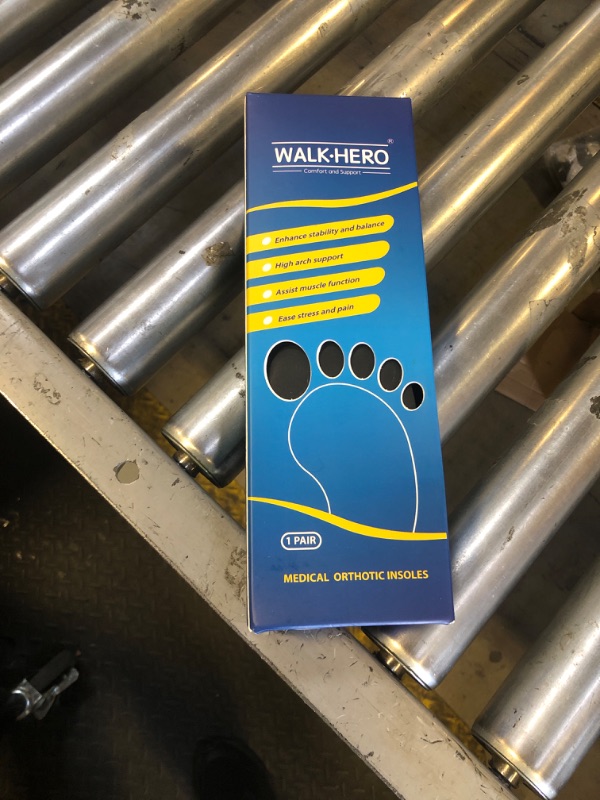 WALK·HERO®
Comfort and Support
Enhance stability and balance
High arch support
Assist muscle function
Ease stress and pain
1 PAIR
MEDICAL ORTHOTIC INSOLES